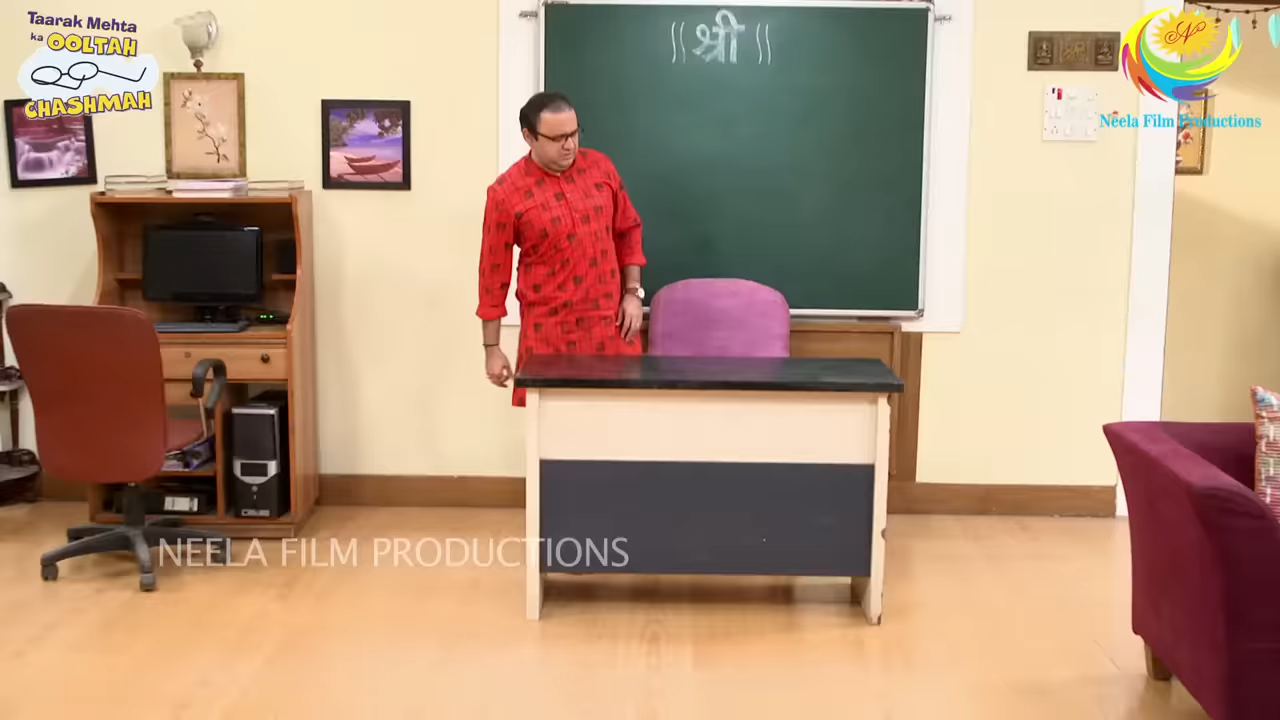 Taarak Mehta
ka OOLTAH
CHASHMAH
॥ श्री ॥
Neela Film Productions
NEELA FILM PRODUCTIONS